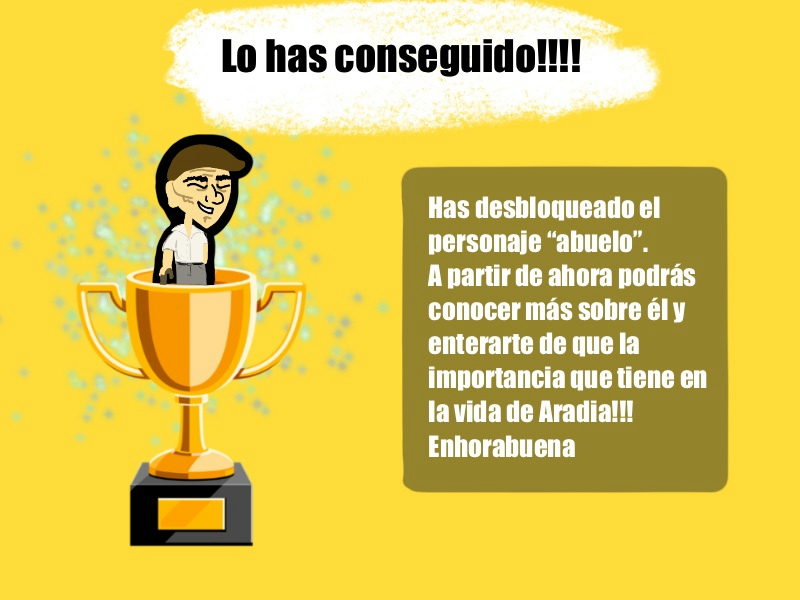 Lo has conseguido!!!!
Has desbloqueado el
personaje “abuelo”.
A partir de ahora podrás
conocer más sobre él y
enterarte de que la
importancia que tiene en
la vida de Aradia!!!
Enhorabuena